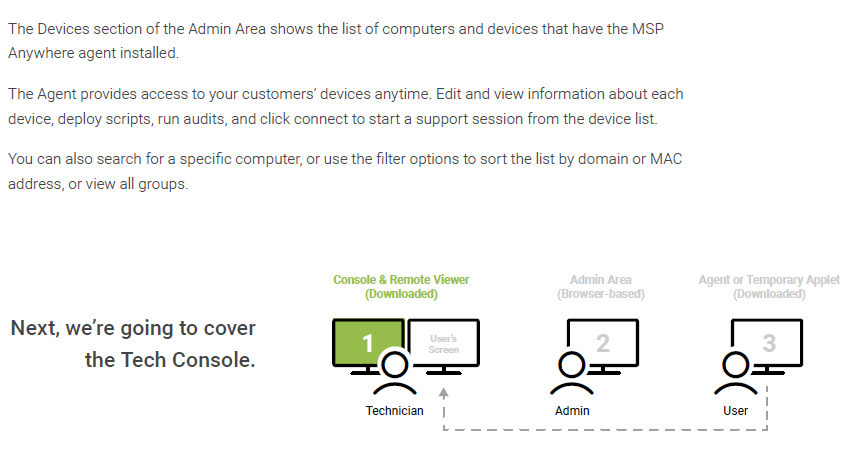 The Devices section of the Admin Area shows the list of computers and devices that have the MSP
Anywhere agent installed.
The Agent provides access to your customers' devices anytime. Edit and view information about each
device, deploy scripts, run audits, and click connect to start a support session from the device list.
You can also search for a specific computer, or use the filter options to sort the list by domain or MAC
address, or view all groups.
Next, we're going to cover
the Tech Console.
Console & Remote Viewer
(Downloaded)
1
User's
Screen
Technician
Admin Area
(Browser-based)
2
Admin
Agent or Temporary Applet
(Downloaded)
3
User